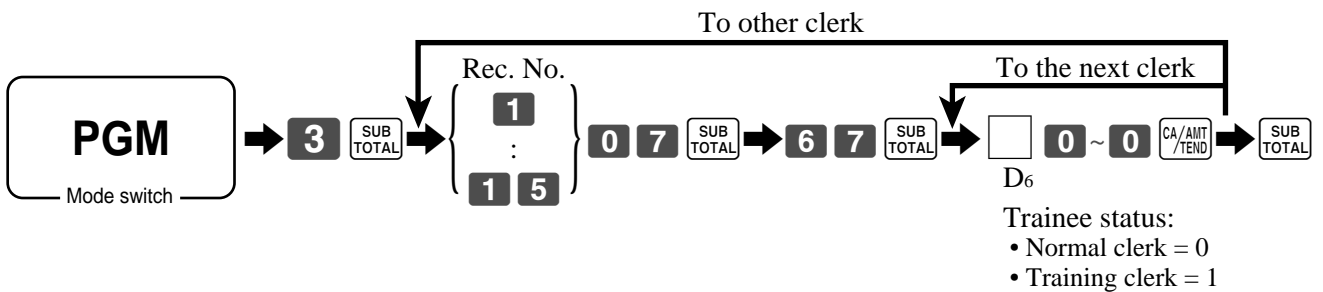 To other clerk
Rec. No.
To the next clerk
1
PGM
3 SUB TOTAL
:
0 7 SUB TOTAL 6 7 SUB TOTAL 0 ~ 0 CA/AMT /TEND SUB TOTAL
1 5
Mode switch
D6
Trainee status:
• Normal clerk = 0
• Training clerk = 1